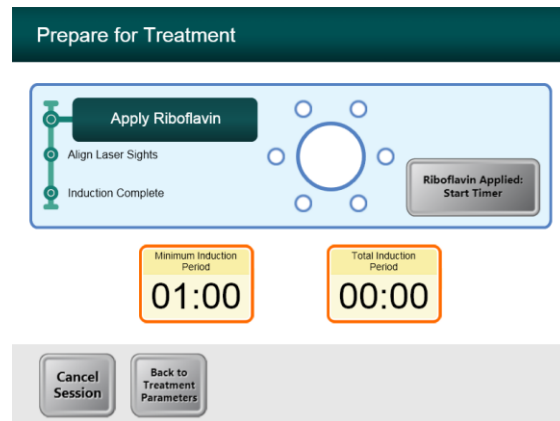 Prepare for Treatment
Apply Riboflavin
Align Laser Sights
Induction Complete
Riboflavin Applied:
Start Timer
Minimum Induction
Period
01:00
Total Induction
Period
00:00
Cancel
Session
Back to
Treatment
Parameters